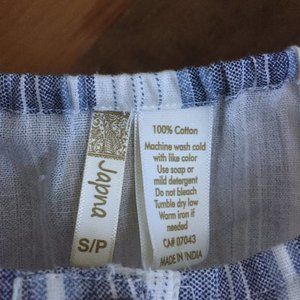 Japna
S/P
100% Cotton
Machine wash cold
with like color
Use soap or
mild detergent
Do not bleach
Tumble dry low
Warm iron if
needed
CA# 07043
MADE IN INDIA